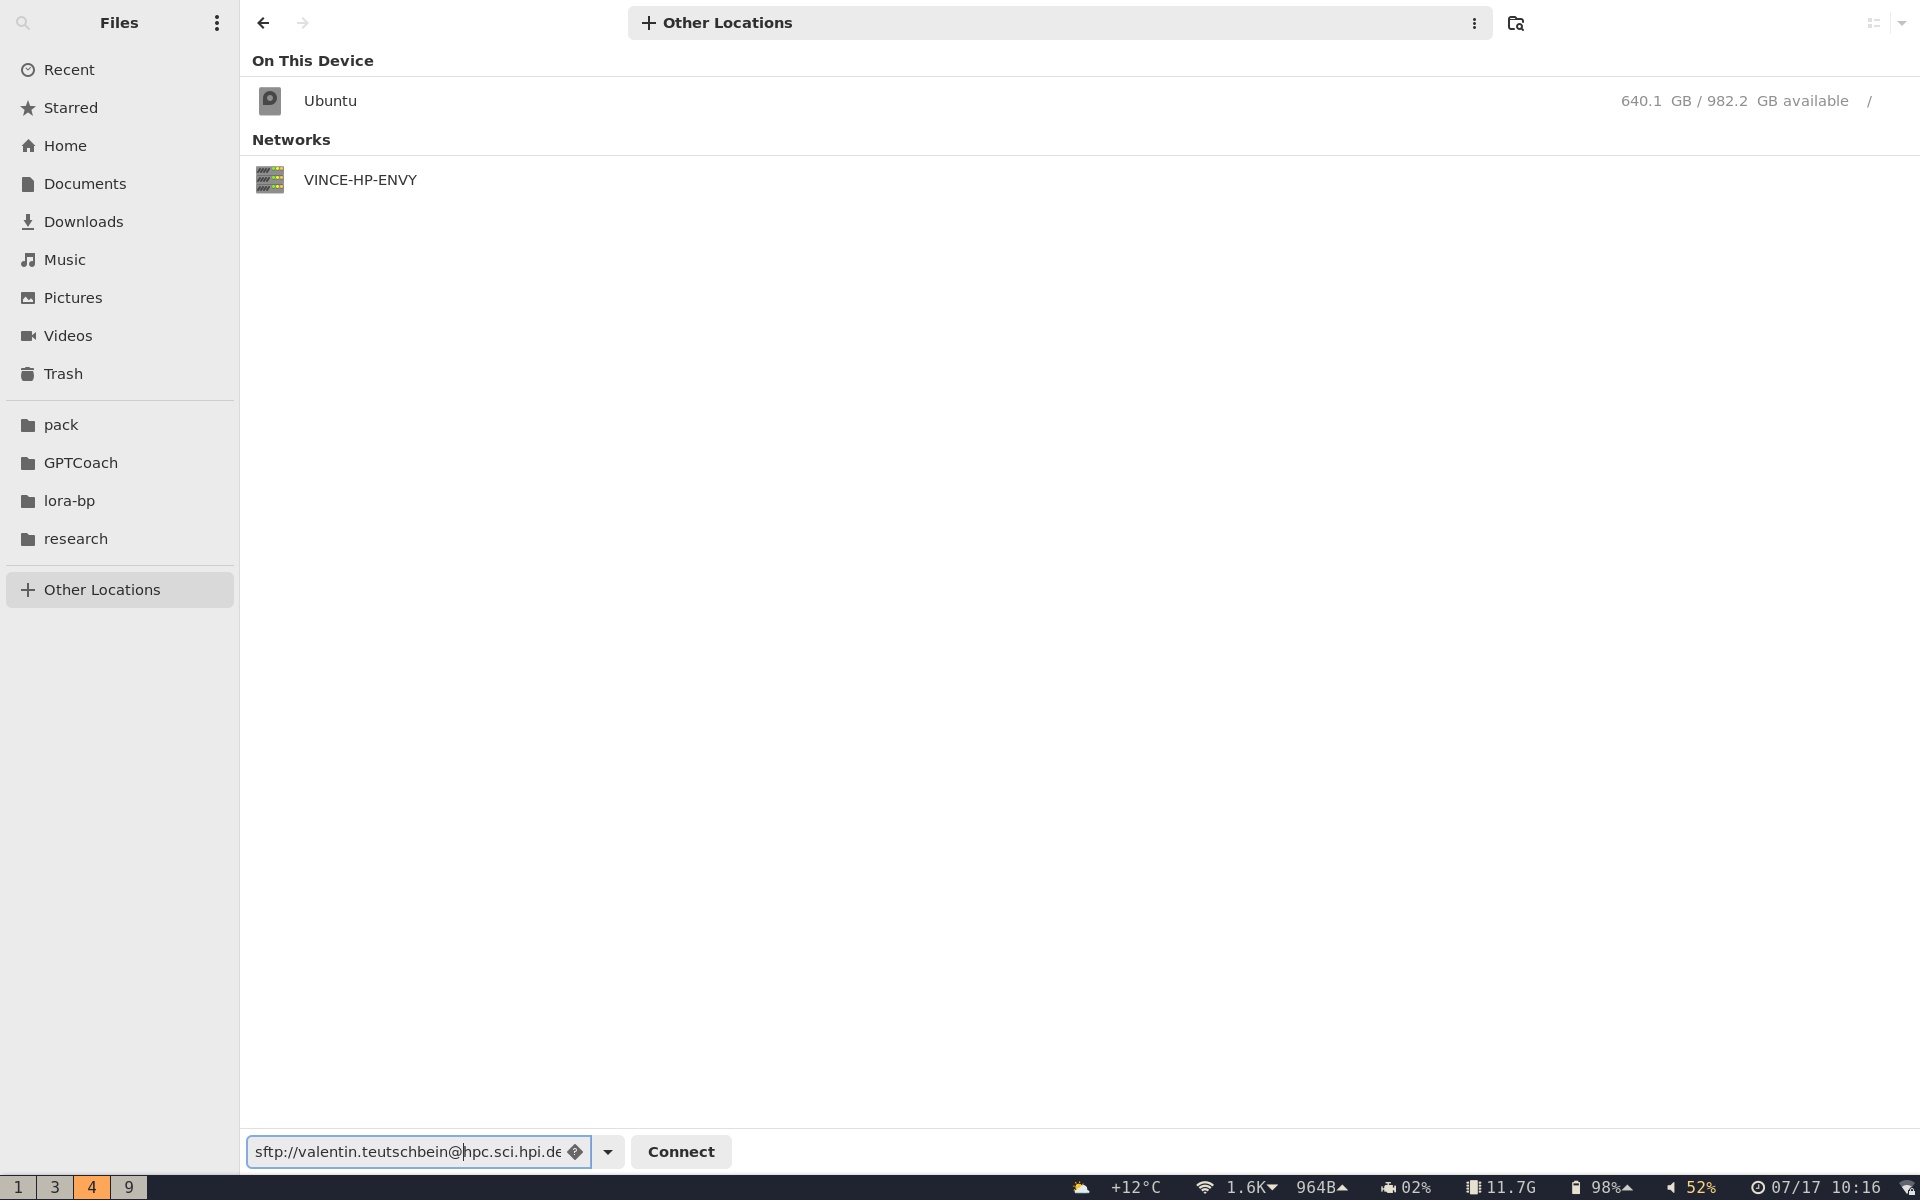 Files
Other Locations
Recent
Starred
Home
Documents
Downloads
Music
Pictures
Videos
Trash
pack
GPTCoach
lora-bp
research
Other Locations
On This Device
Ubuntu 640.1 GB / 982.2 GB available /
Networks
VINCE-HP-ENVY
sftp://valentin.teutschbein@hpc.sci.hpi.de Connect
1 3 4 9 +12°C 1.6K 964B 02% 11.7G 98% 52% 07/17 10:16